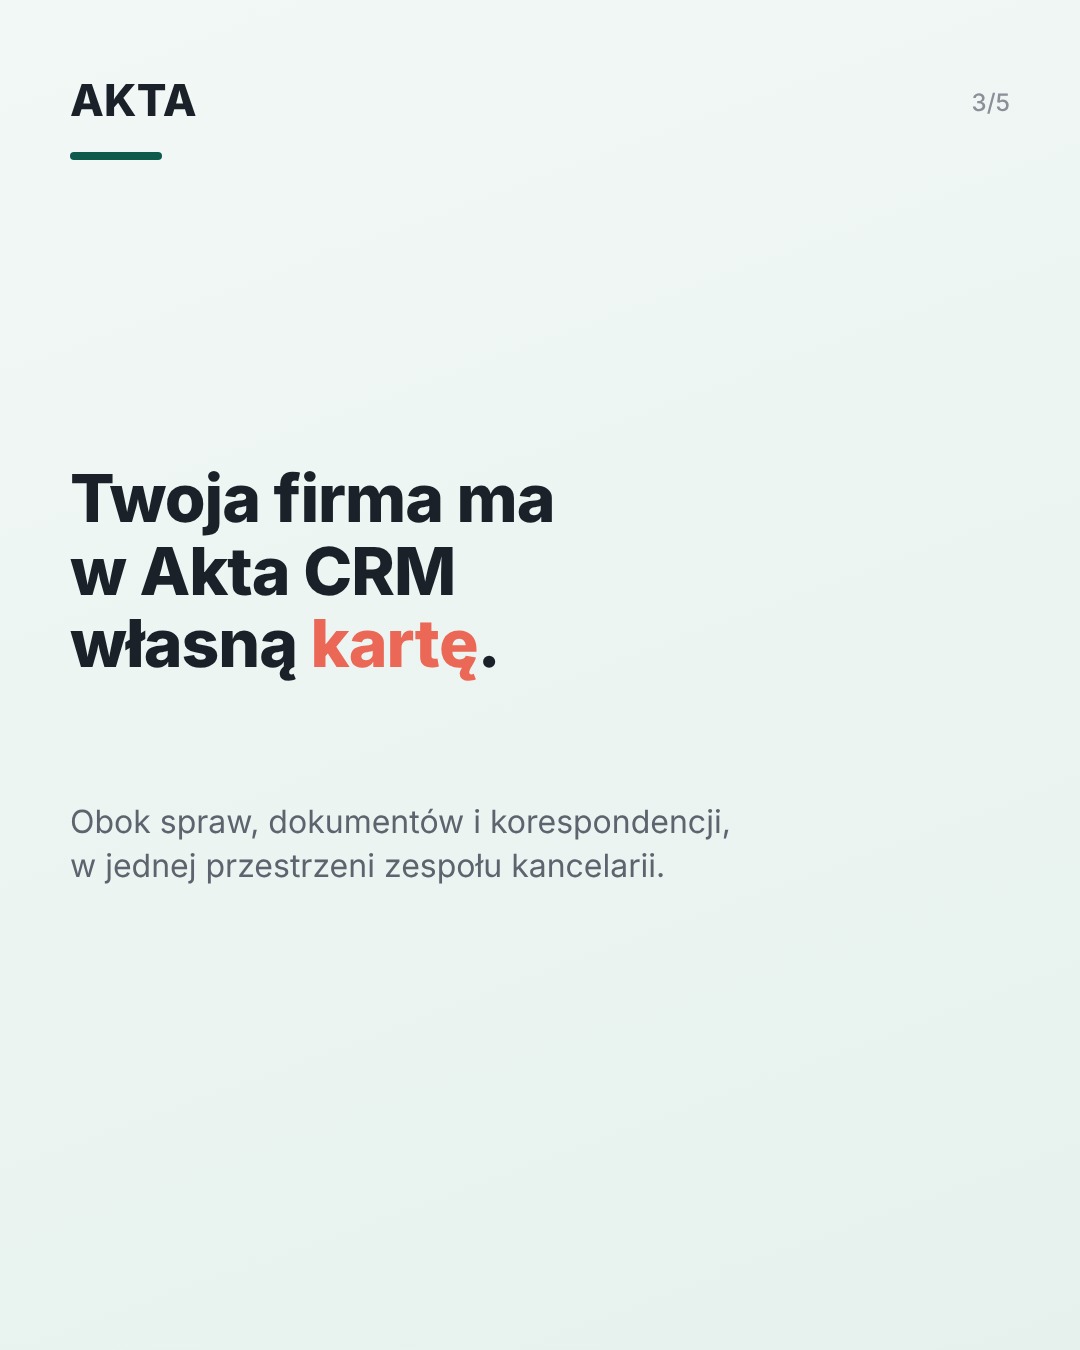 AKTA
3/5
Twoja firma ma
w Akta CRM
własną kartę.
Obok spraw, dokumentów i korespondencji,
w jednej przestrzeni zespołu kancelarii.